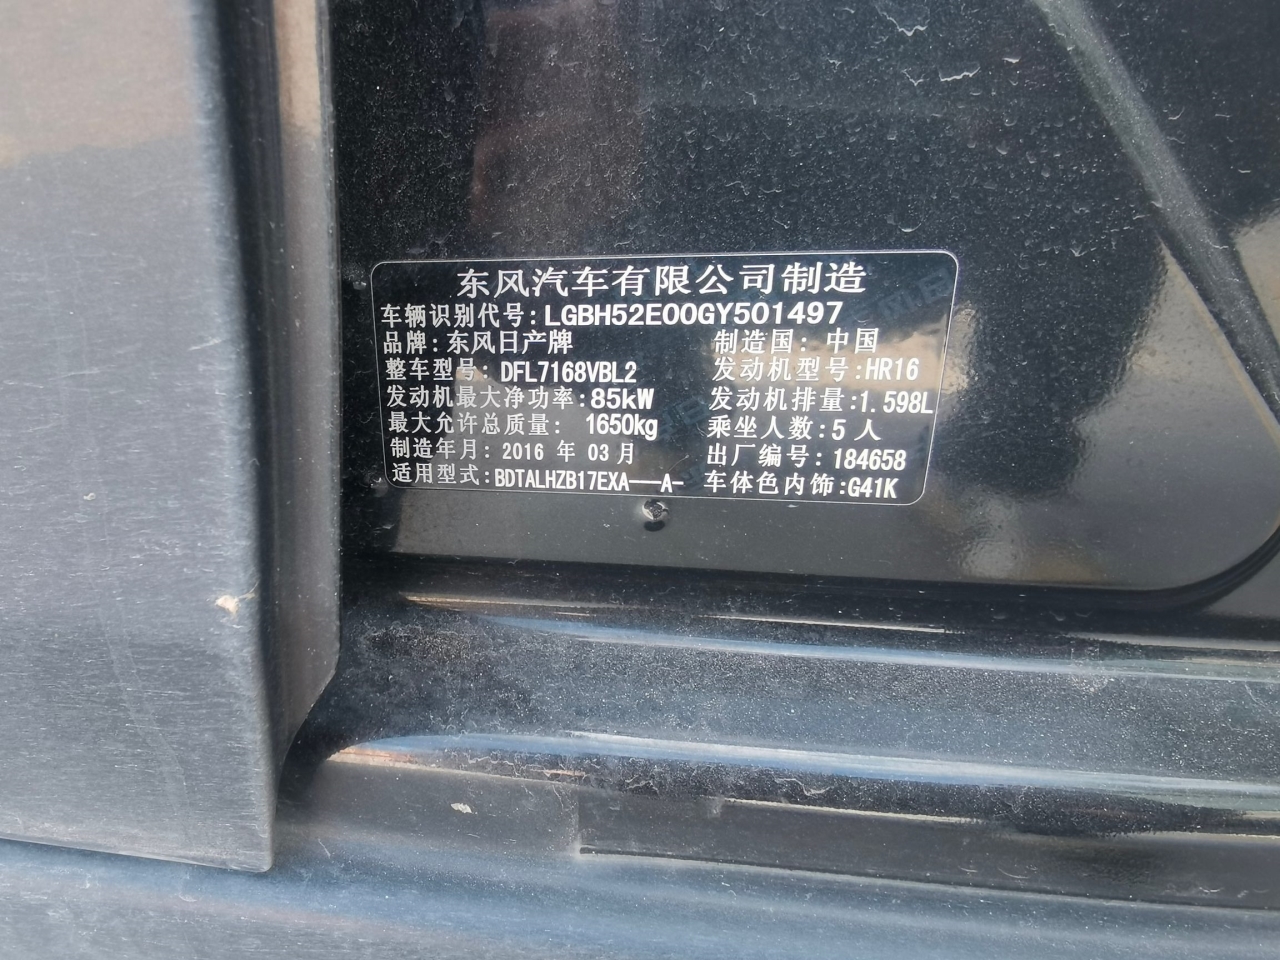 东风汽车有限公司制造
车辆识别代号:LGBH52E00GY501497
品牌:东风日产牌 制造国:中国
整车型号:DFL7168VBL2 发动机型号:HR16
发动机最大净功率:85kW 发动机排量:1.598L
最大允许总质量: 1650kg 乘坐人数:5 人
制造年月: 2016 年 03 月 出厂编号: 184658
适用型式:BDTALHZB17EXA——A- 车体色内饰:G41K